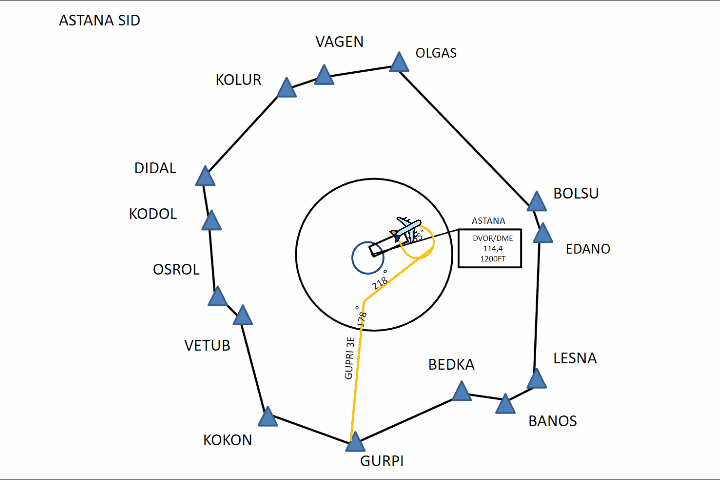 ASTANA SID
VAGEN
OLGAS
KOLUR
DIDAL
BOLSU
KODOL
ASTANA
EDANO
DVOR/DME
114,4
1200FT
OSROL
218°
178°
VETUB
GUPRI 3E
BEDKA
LESNA
BANOS
KOKON
GURPI